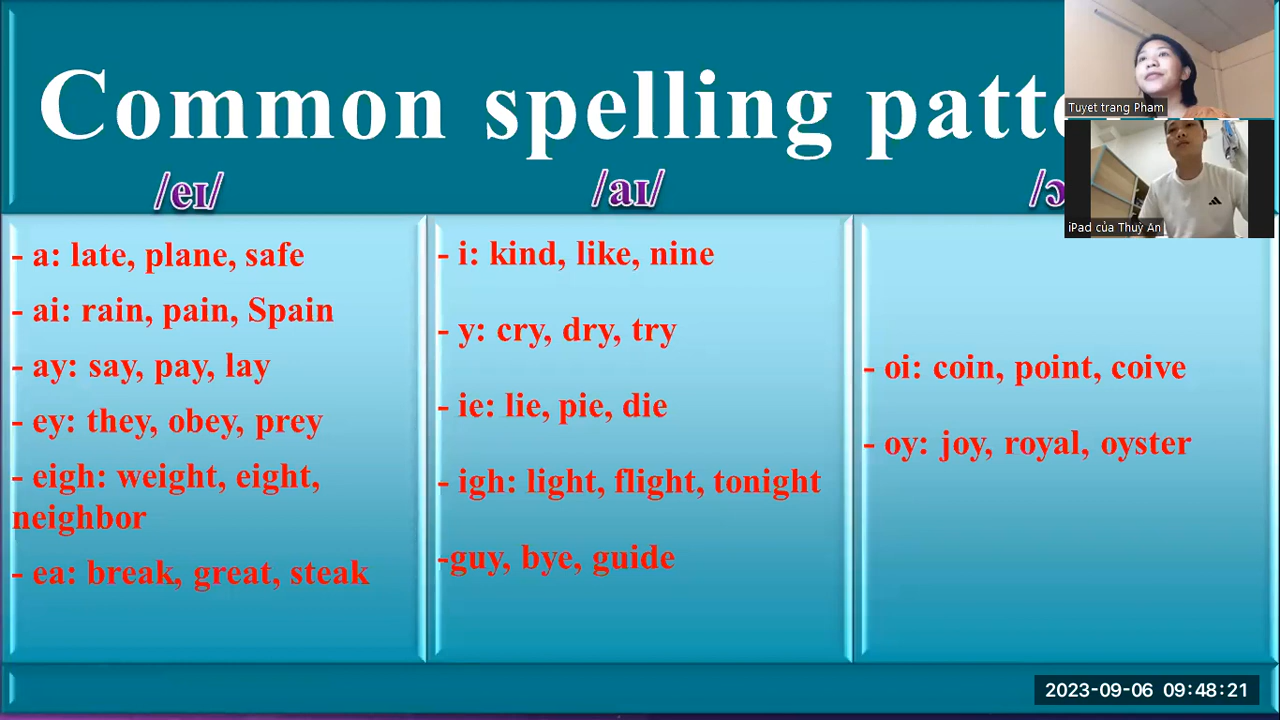 Common spelling patte
/eɪ/ /aɪ/ /ɔ
- a: late, plane, safe
- ai: rain, pain, Spain
- ay: say, pay, lay
- ey: they, obey, prey
- eigh: weight, eight,
neighbor
- ea: break, great, steak
- i: kind, like, nine
- y: cry, dry, try
- ie: lie, pie, die
- igh: light, flight, tonight
-guy, bye, guide
- oi: coin, point, coive
- oy: joy, royal, oyster
Tuyet trang Pham
iPad của Thuỳ An
2023-09-06 09:48:21